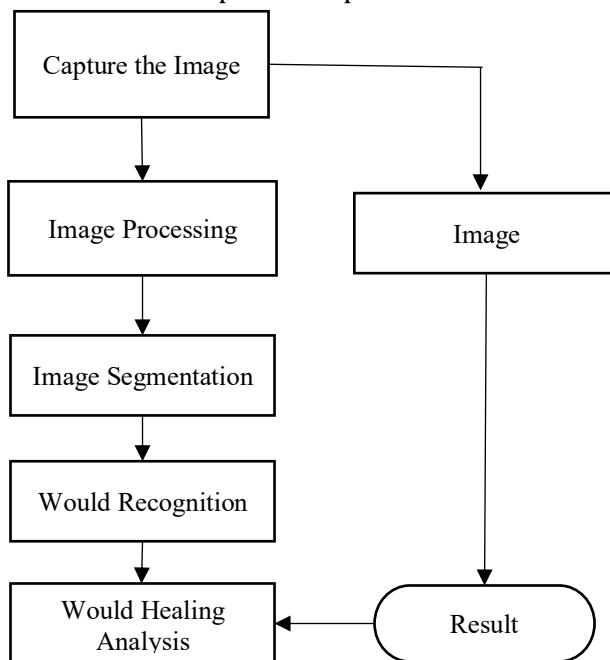 Capture the Image
Image Processing
Image
Image Segmentation
Would Recognition
Would Healing
Analysis
Result